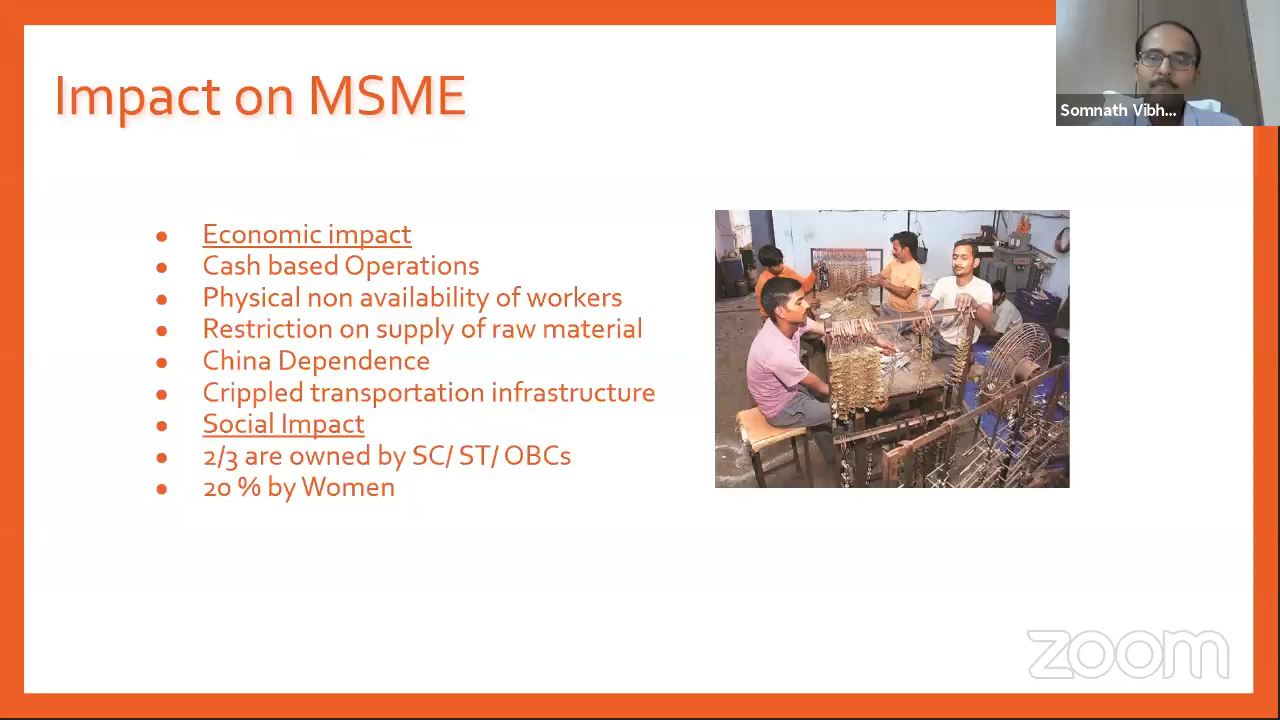 Impact on MSME
Somnath Vibh...
Economic impact
Cash based Operations
Physical non availability of workers
Restriction on supply of raw material
China Dependence
Crippled transportation infrastructure
Social Impact
2/3 are owned by SC/ ST/ OBCs
20 % by Women
zoom